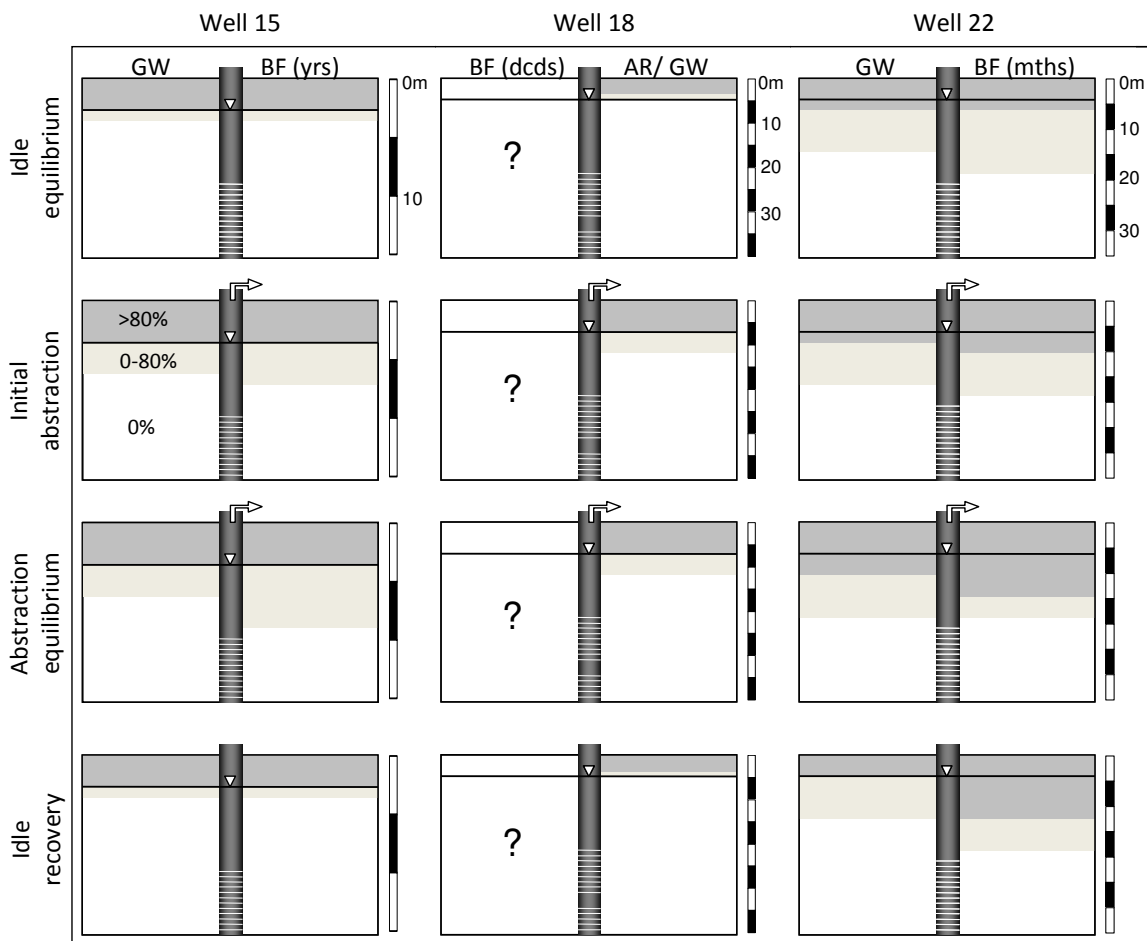 Well 15 Well 18 Well 22
GW BF (yrs) BF (dcds) AR/ GW GW BF (mths)
Idle equilibrium
0m
10
?
0m
10
20
30
0m
10
20
30
Initial abstraction
>80%
0-80%
0%
?
Abstraction equilibrium
?
Idle recovery
?